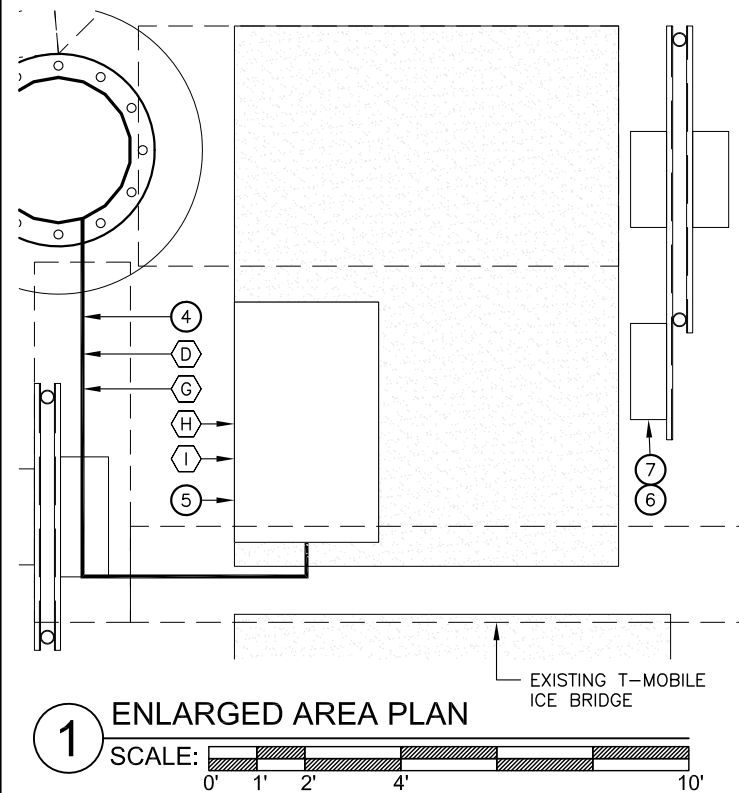 4
D
G
H
I
5
7
6
EXISTING T-MOBILE
ICE BRIDGE
1
ENLARGED AREA PLAN
SCALE:
0' 1' 2' 4' 10'